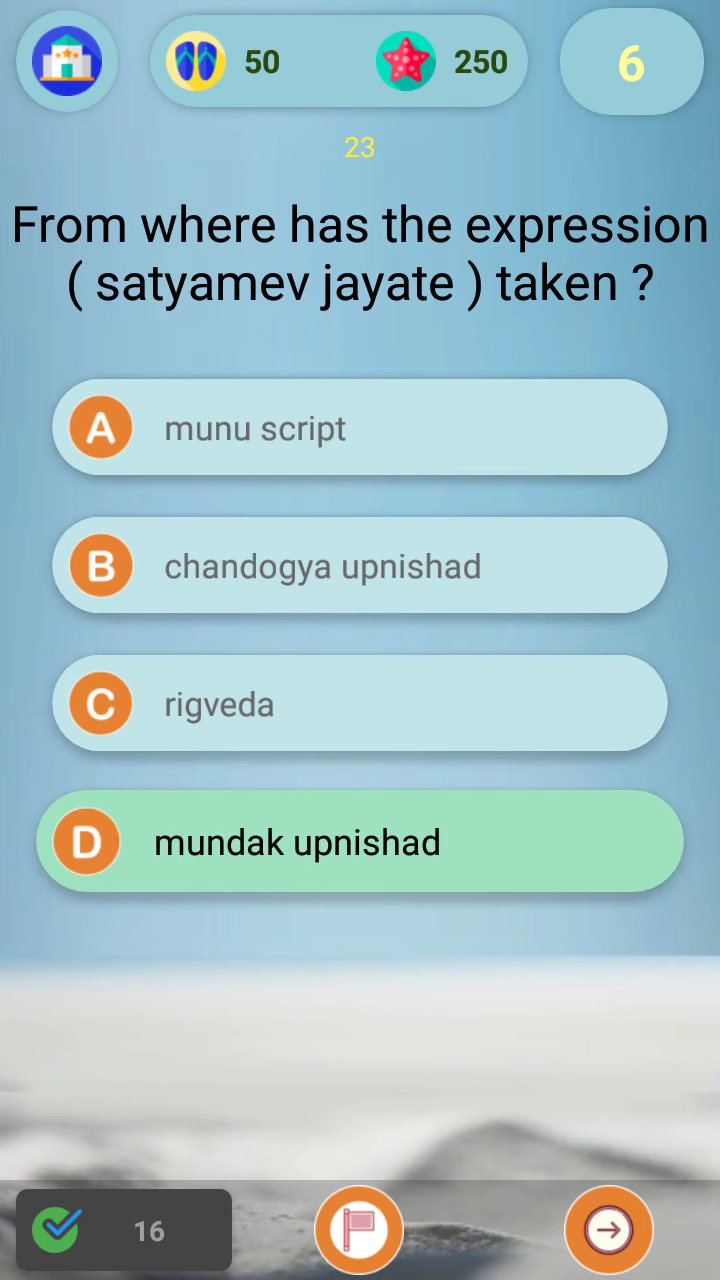 50
250
6
23
From where has the expression
( satyamev jayate ) taken ?
A munu script
B chandogya upnishad
C rigveda
D mundak upnishad
16